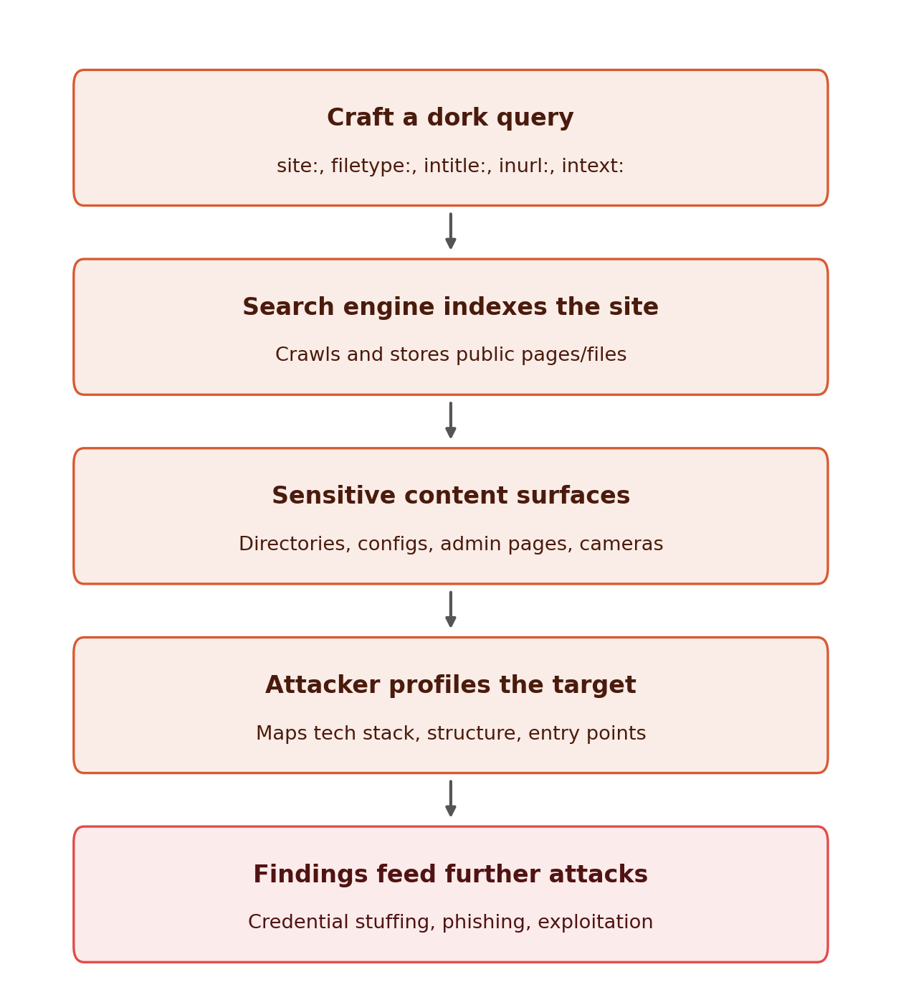 Craft a dork query
site:, filetype:, intitle:, inurl:, intext:
Search engine indexes the site
Crawls and stores public pages/files
Sensitive content surfaces
Directories, configs, admin pages, cameras
Attacker profiles the target
Maps tech stack, structure, entry points
Findings feed further attacks
Credential stuffing, phishing, exploitation